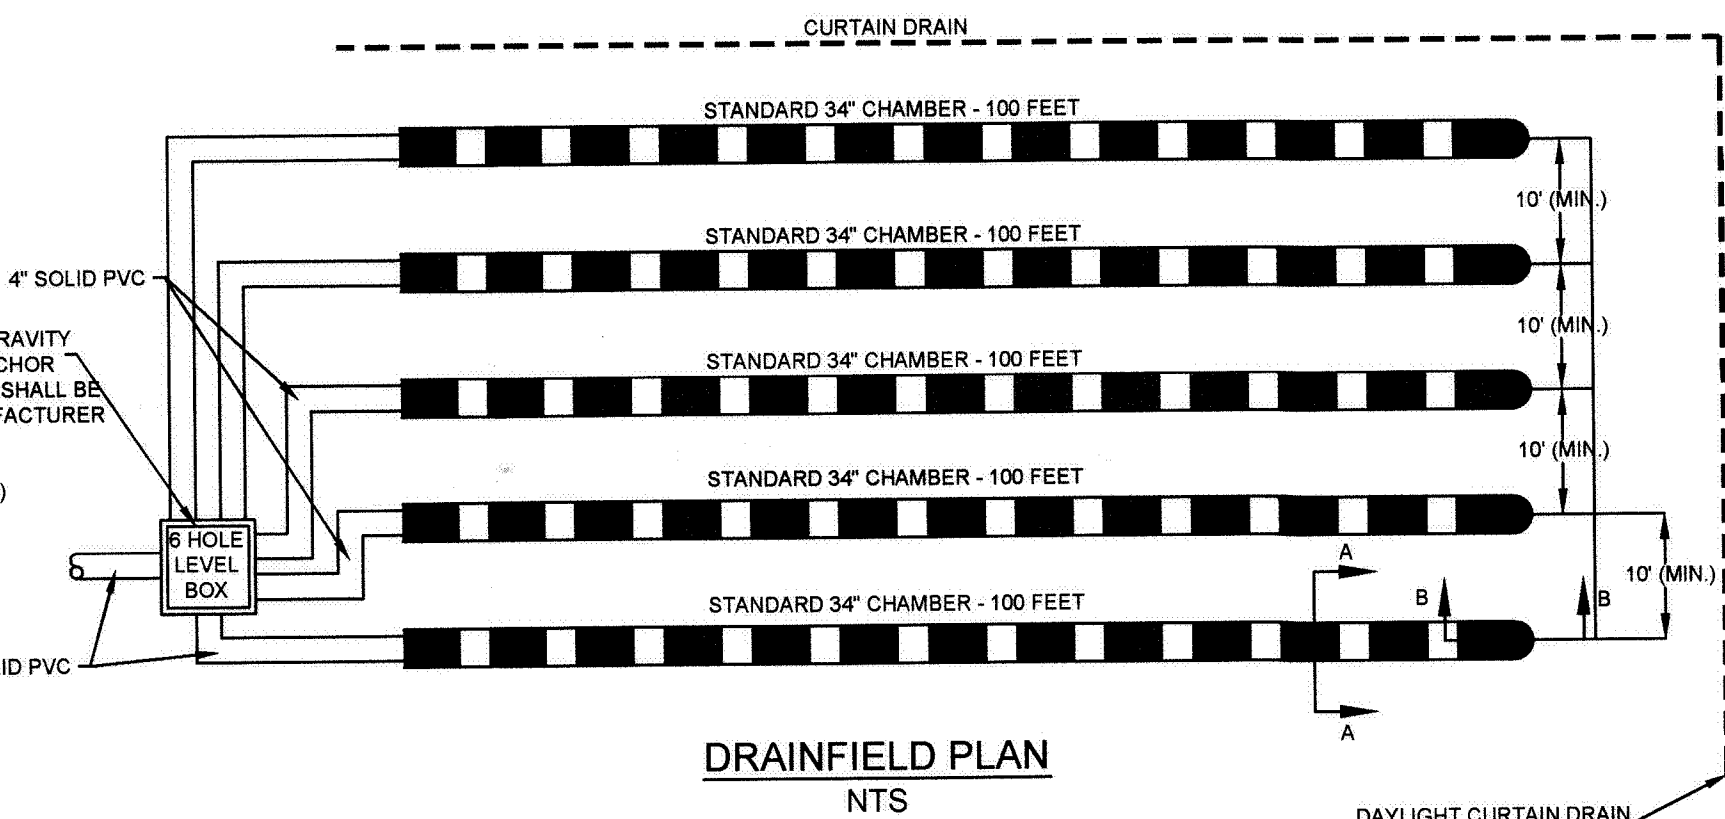 CURTAIN DRAIN
STANDARD 34" CHAMBER - 100 FEET
10' (MIN.)
STANDARD 34" CHAMBER - 100 FEET
4" SOLID PVC
10' (MIN.)
RAVITY
CHOR
SHALL BE
FACTURER
STANDARD 34" CHAMBER - 100 FEET
10' (MIN.)
STANDARD 34" CHAMBER - 100 FEET
)
6 HOLE
LEVEL
BOX
A
10' (MIN.)
B
B
STANDARD 34" CHAMBER - 100 FEET
ID PVC
A
DRAINFIELD PLAN
NTS
DAYLIGHT CURTAIN DRAIN